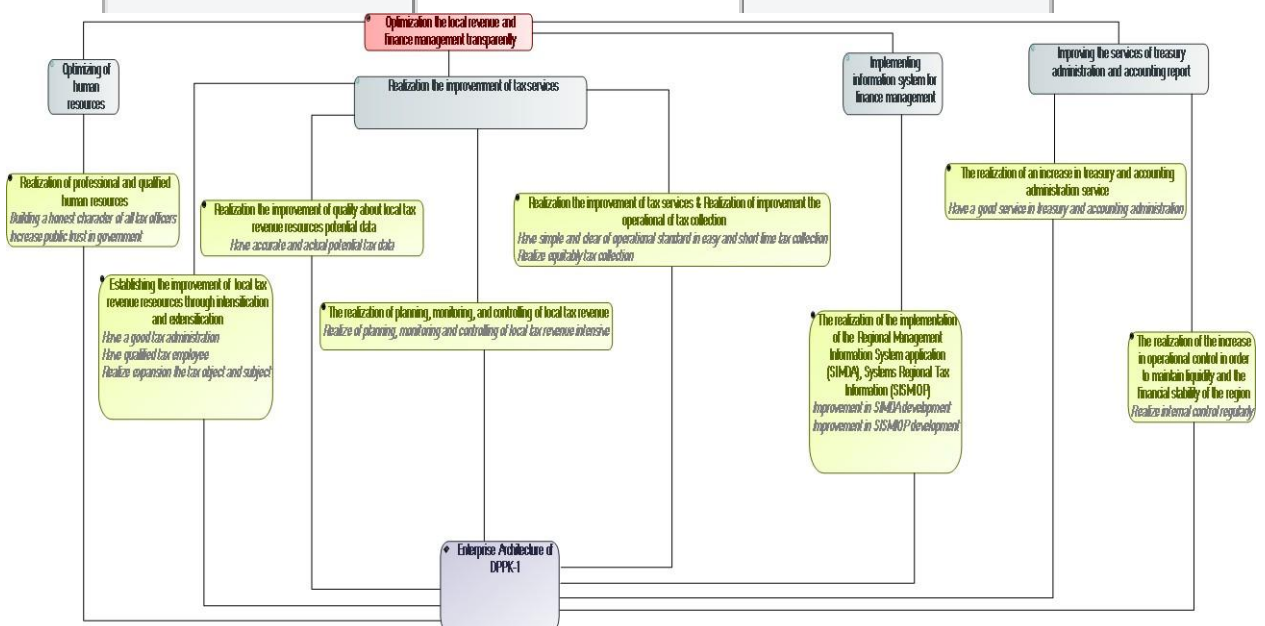 Optimization the local revenue and
finance management transparently
Optimizing of
human
resources
Realization the improvenment of tax services
Implementing
information system for
finance management
Improving the services of treasury
administration and accounting report
Realization of professional and qualified
human resources
Building a honest character of all tax officers
Increase public trust in government
Realization the improvement of quality about local tax
revenue resources potential data
Have accurate and actual potential tax data
Realization the improvement of tax services & Realization of improvement the
operational of tax collection
Have simple and clear of operational standard in easy and short time tax collection
Realize equitably tax collection
The realization of an increase in treasury and accounting
administration service
Have a good service in treasury and accounting administration
Establishing the improvement of local tax
revenue reseources through intensification
and extensification
Have a good tax administration
Have qualified tax employee
Realize expansion the tax object and subject
The realization of planning, monitoring, and controlling of local tax revenue
Realize of planning, monitoring and controlling of local tax revenue intensive
The realization of the implementation
of the Regional Management
Information System application
(SIMDA), Systems Regional Tax
Information (SISMIOP)
Improvement in SIMDA development
Improvement in SISMIOP development
The realization of the increase
in operational control in order
to maintain liquidity and the
financial stability of the region
Realize internal control regularly
Enterprise Architecture of
DPPK-1